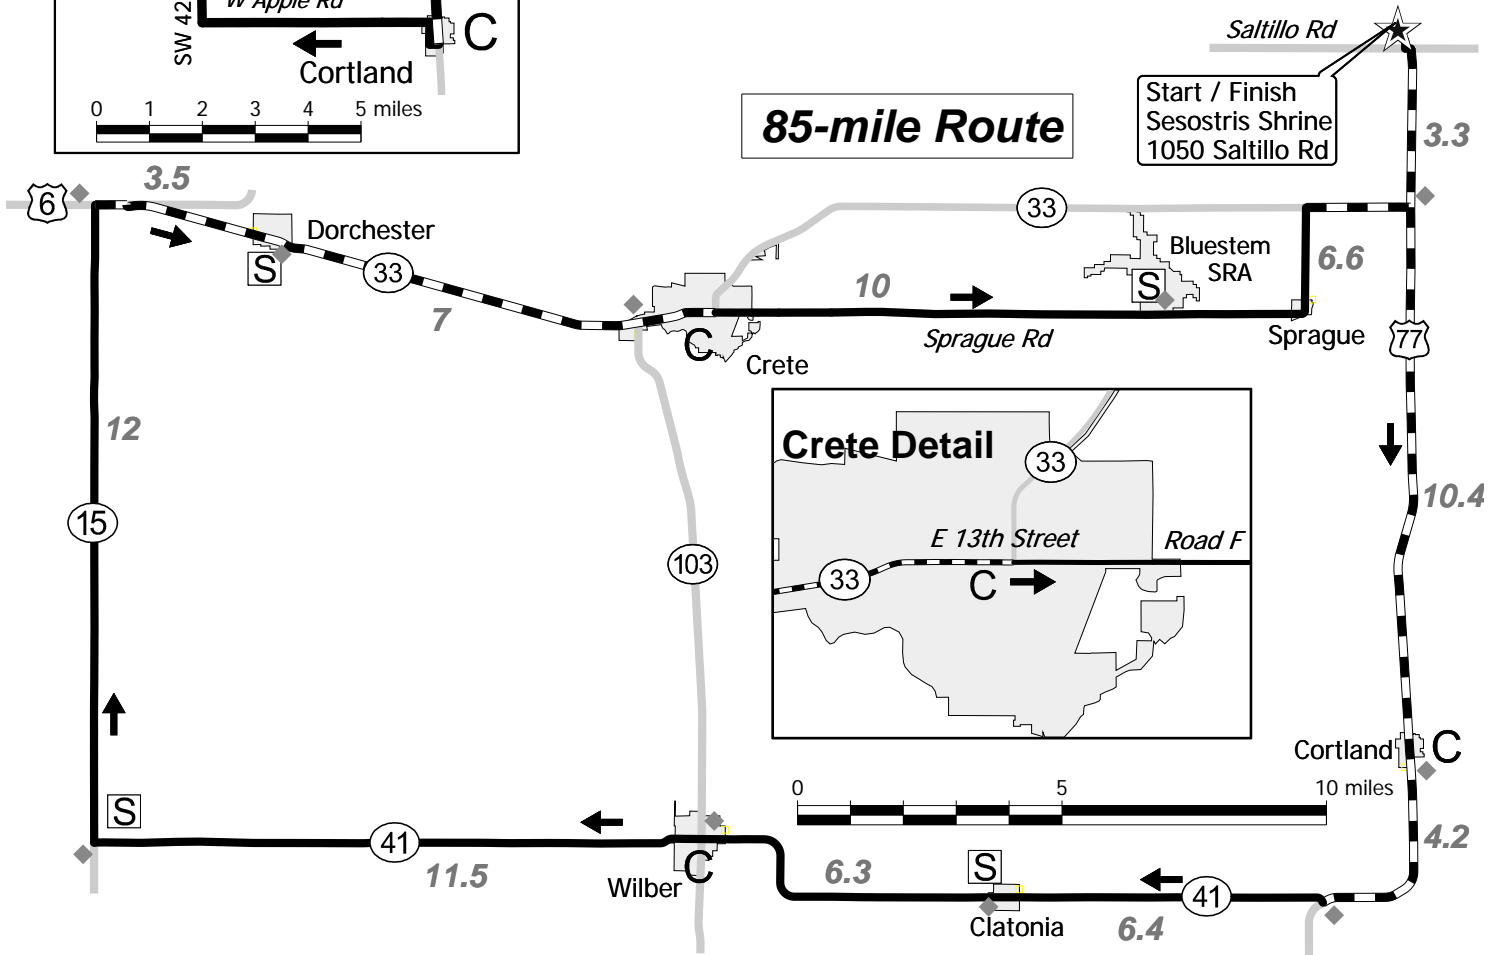 W Apple Rd
SW 42
C
Cortland
0 1 2 3 4 5 miles
Saltillo Rd
Start / Finish
Sesostris Shrine
1050 Saltillo Rd
85-mile Route
3.3
3.5
6
Dorchester
S
33
7
33
Bluestem
SRA
S
6.6
10
Sprague Rd
Sprague
C
Crete
77
12
15
103
10.4
Crete Detail
33
E 13th Street
Road F
33
C
Cortland
C
0 5 10 miles
S
41
11.5
Wilber
C
6.3
S
Clatonia
41
6.4
4.2